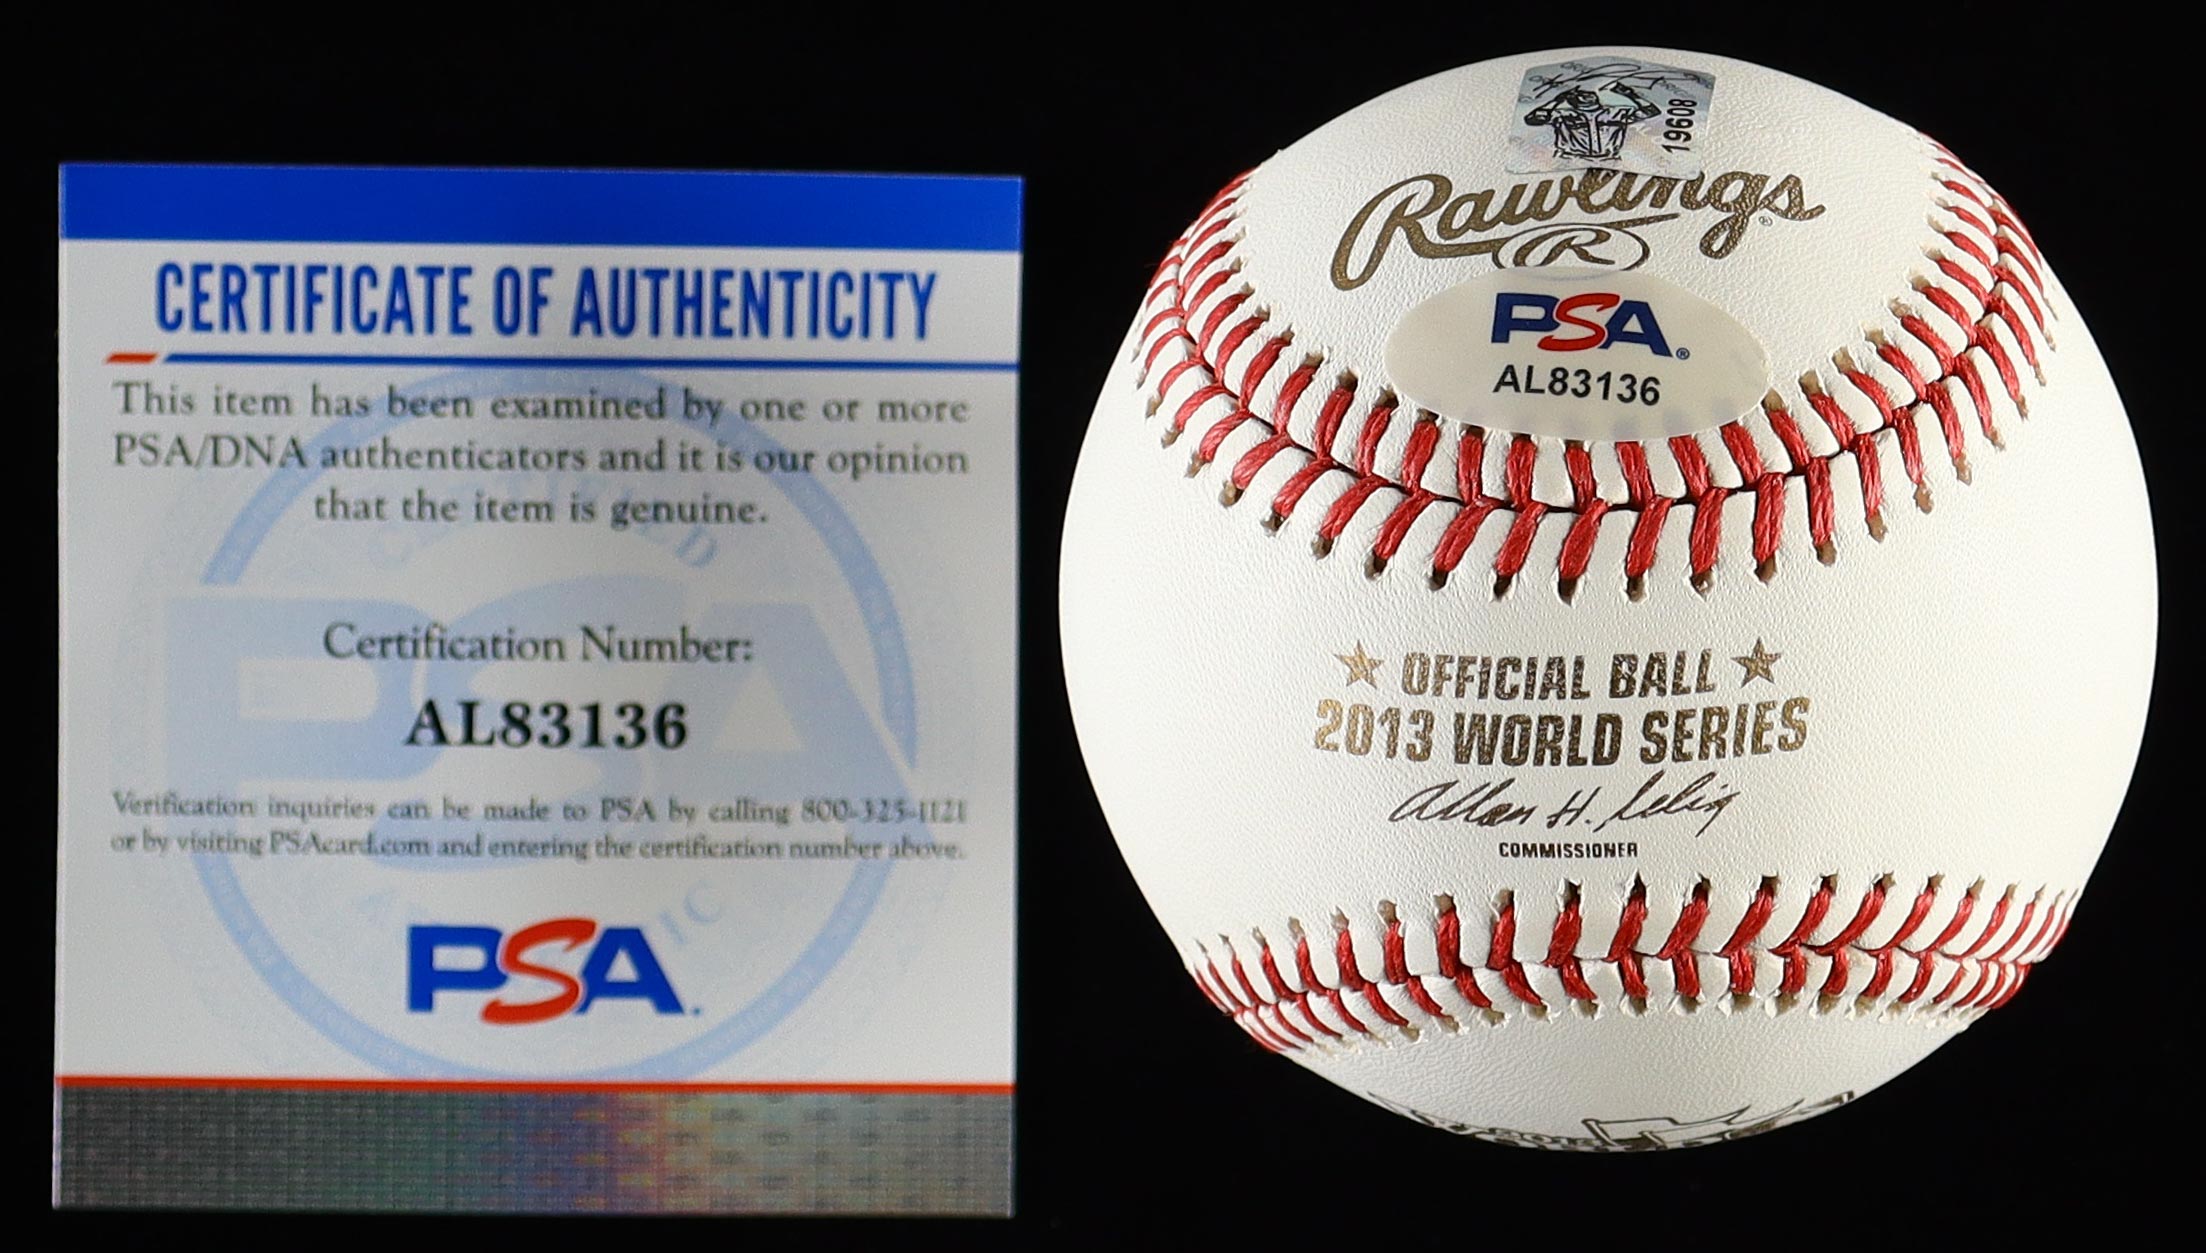 CERTIFICATE OF AUTHENTICITY
This item has been examined by one or more
PSA/DNA authenticators and it is our opinion
that the item is genuine.
Certification Number:
AL83136
Verification inquiries can be made to PSA by calling 800-325-1121
or by visiting PSAcard.com and entering the certification number above.
PSA
19608
Rawlings®
R
PSA®
AL83136
★ OFFICIAL BALL ★
2013 WORLD SERIES
Allan H. Selig
COMMISSIONER